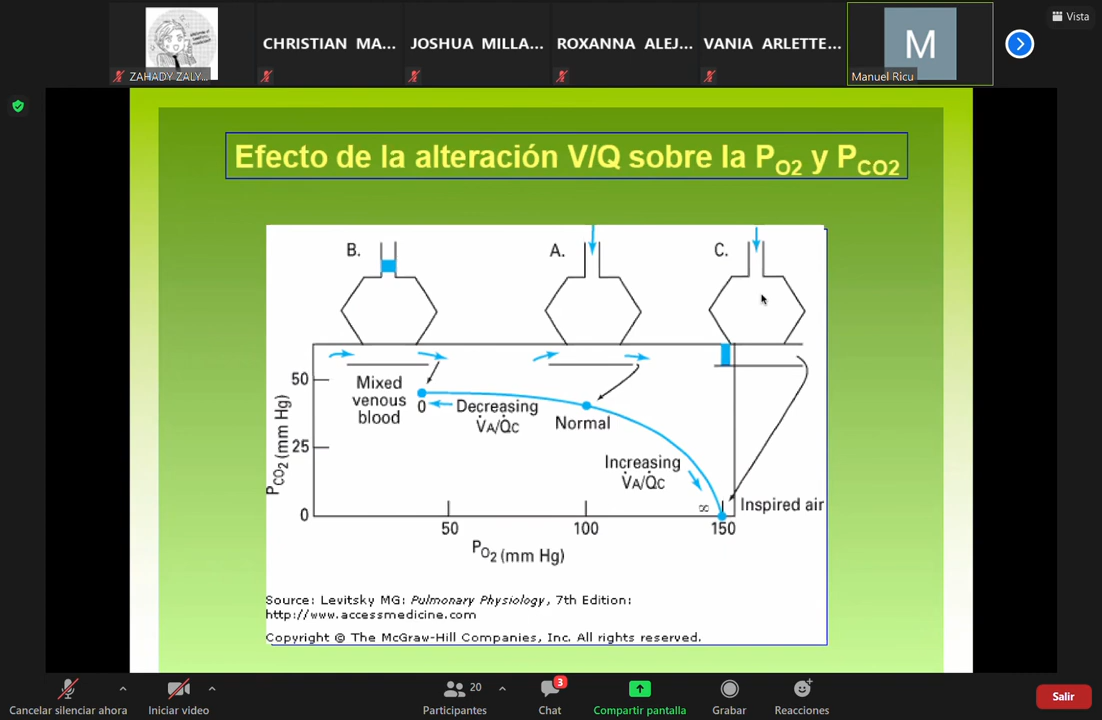 Vista
ZAHADY ZALY...
CHRISTIAN MA...
JOSHUA MILLA...
ROXANNA ALEJ...
VANIA ARLETTE...
M
Manuel Ricu
Efecto de la alteración V/Q sobre la PO2 y PCO2
B.
A.
C.
50
25
0
PCO2 (mm Hg)
Mixed
venous
blood
0
Decreasing
V̇A/Q̇C
Normal
Increasing
V̇A/Q̇C
∞
Inspired air
50
100
150
PO2 (mm Hg)
Source: Levitsky MG: Pulmonary Physiology, 7th Edition:
http://www.accessmedicine.com
Copyright © The McGraw-Hill Companies, Inc. All rights reserved.
Cancelar silenciar ahora
Iniciar video
20
Participantes
3
Chat
Compartir pantalla
Grabar
Reacciones
Salir